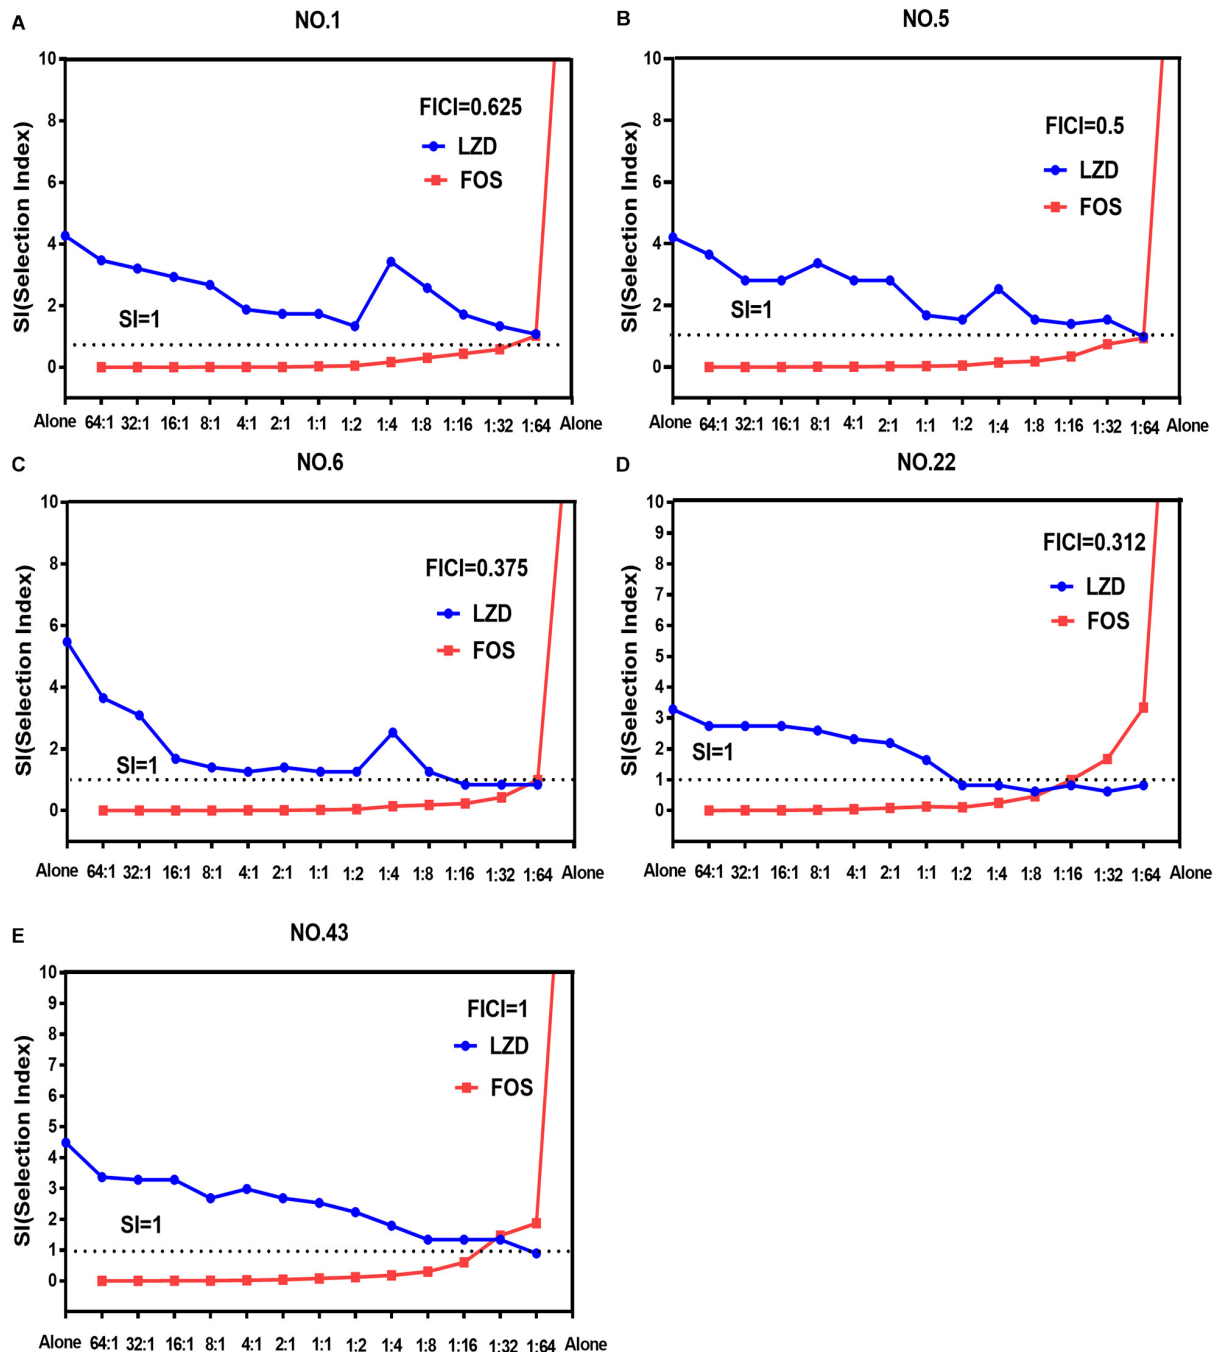 A
NO.1
SI(Selection Index)
10
8
6
4
2
0
FICI=0.625
LZD
FOS
SI=1
Alone 64:1 32:1 16:1 8:1 4:1 2:1 1:1 1:2 1:4 1:8 1:16 1:32 1:64 Alone
B
NO.5
SI(Selection Index)
10
8
6
4
2
0
FICI=0.5
LZD
FOS
SI=1
Alone 64:1 32:1 16:1 8:1 4:1 2:1 1:1 1:2 1:4 1:8 1:16 1:32 1:64 Alone
C
NO.6
SI(Selection Index)
10
8
6
4
2
0
FICI=0.375
LZD
FOS
SI=1
Alone 64:1 32:1 16:1 8:1 4:1 2:1 1:1 1:2 1:4 1:8 1:16 1:32 1:64 Alone
D
NO.22
SI(Selection Index)
10
9
8
7
6
5
4
3
2
1
0
FICI=0.312
LZD
FOS
SI=1
Alone 64:1 32:1 16:1 8:1 4:1 2:1 1:1 1:2 1:4 1:8 1:16 1:32 1:64 Alone
E
NO.43
SI(Selection Index)
10
9
8
7
6
5
4
3
2
1
0
FICI=1
LZD
FOS
SI=1
Alone 64:1 32:1 16:1 8:1 4:1 2:1 1:1 1:2 1:4 1:8 1:16 1:32 1:64 Alone